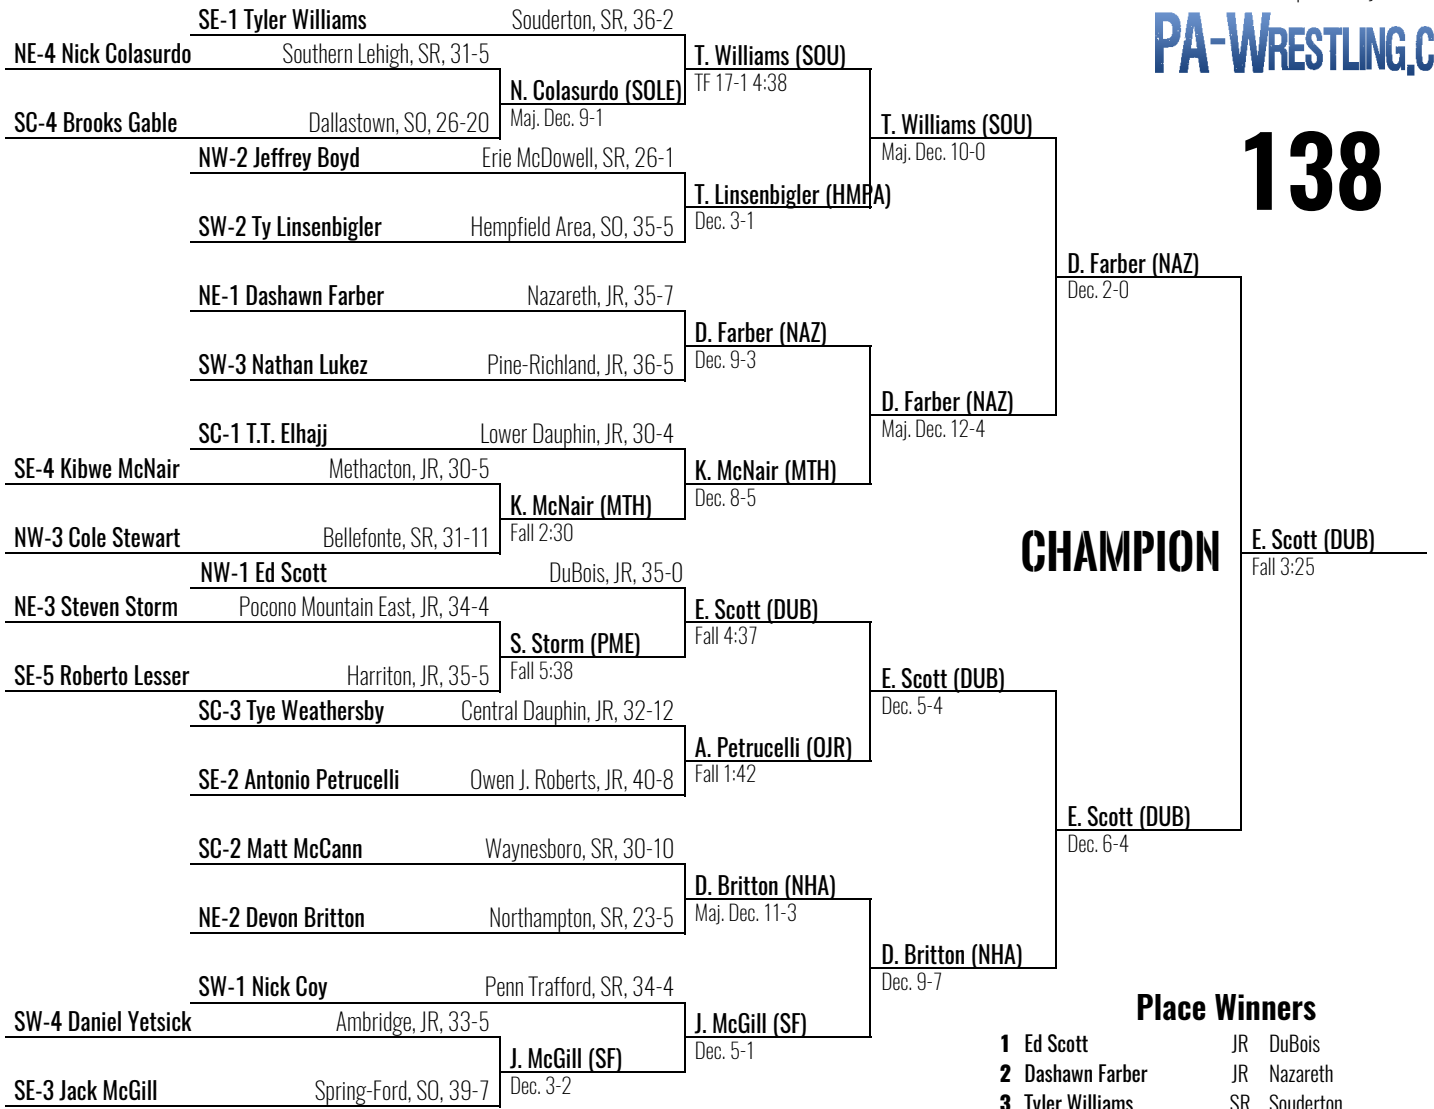 SE-1 Tyler Williams Souderton, SR, 36-2
PA-WRESTLING.C
NE-4 Nick Colasurdo Southern Lehigh, SR, 31-5
T. Williams (SOU)
TF 17-1 4:38
N. Colasurdo (SOLE)
Maj. Dec. 9-1
SC-4 Brooks Gable Dallastown, SO, 26-20
T. Williams (SOU)
Maj. Dec. 10-0
138
NW-2 Jeffrey Boyd Erie McDowell, SR, 26-1
T. Linsenbigler (HMPA)
Dec. 3-1
SW-2 Ty Linsenbigler Hempfield Area, SO, 35-5
D. Farber (NAZ)
Dec. 2-0
NE-1 Dashawn Farber Nazareth, JR, 35-7
D. Farber (NAZ)
Dec. 9-3
SW-3 Nathan Lukez Pine-Richland, JR, 36-5
D. Farber (NAZ)
Maj. Dec. 12-4
SC-1 T.T. Elhajj Lower Dauphin, JR, 30-4
SE-4 Kibwe McNair Methacton, JR, 30-5
K. McNair (MTH)
Dec. 8-5
K. McNair (MTH)
Fall 2:30
NW-3 Cole Stewart Bellefonte, SR, 31-11
CHAMPION
E. Scott (DUB)
Fall 3:25
NW-1 Ed Scott DuBois, JR, 35-0
NE-3 Steven Storm Pocono Mountain East, JR, 34-4
E. Scott (DUB)
Fall 4:37
S. Storm (PME)
Fall 5:38
SE-5 Roberto Lesser Harriton, JR, 35-5
E. Scott (DUB)
Dec. 5-4
SC-3 Tye Weathersby Central Dauphin, JR, 32-12
A. Petrucelli (OJR)
Fall 1:42
SE-2 Antonio Petrucelli Owen J. Roberts, JR, 40-8
E. Scott (DUB)
Dec. 6-4
SC-2 Matt McCann Waynesboro, SR, 30-10
D. Britton (NHA)
Maj. Dec. 11-3
NE-2 Devon Britton Northampton, SR, 23-5
D. Britton (NHA)
Dec. 9-7
SW-1 Nick Coy Penn Trafford, SR, 34-4
SW-4 Daniel Yetsick Ambridge, JR, 33-5
J. McGill (SF)
Dec. 5-1
J. McGill (SF)
Dec. 3-2
SE-3 Jack McGill Spring-Ford, SO, 39-7
Place Winners
1 Ed Scott JR DuBois
2 Dashawn Farber JR Nazareth
3 Tyler Williams SR Souderton